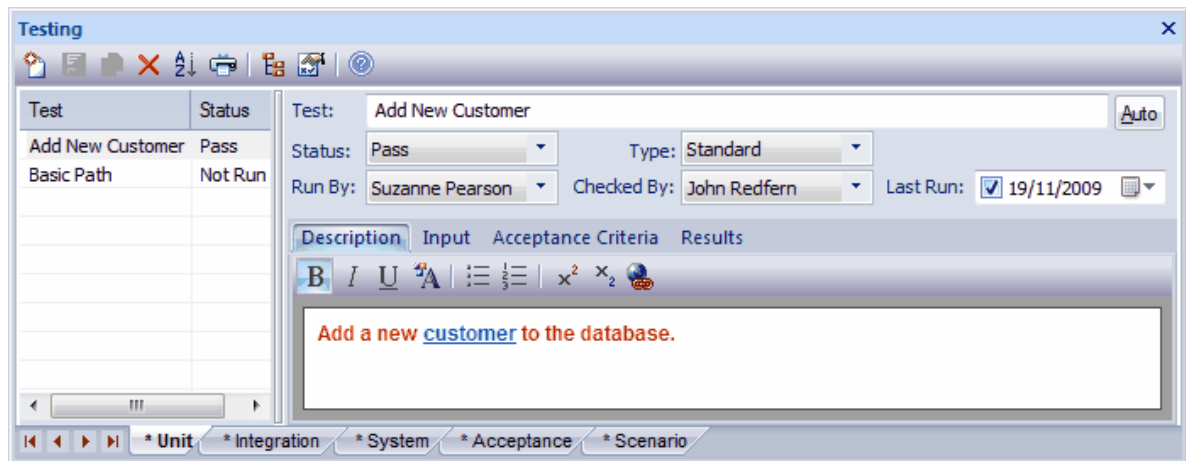 Testing
Test Status
Add New Customer Pass
Basic Path Not Run
Test: Add New Customer Auto
Status: Pass Type: Standard
Run By: Suzanne Pearson Checked By: John Redfern Last Run: 19/11/2009
Description Input Acceptance Criteria Results
B I U A x² x₂
Add a new customer to the database.
* Unit * Integration * System * Acceptance * Scenario